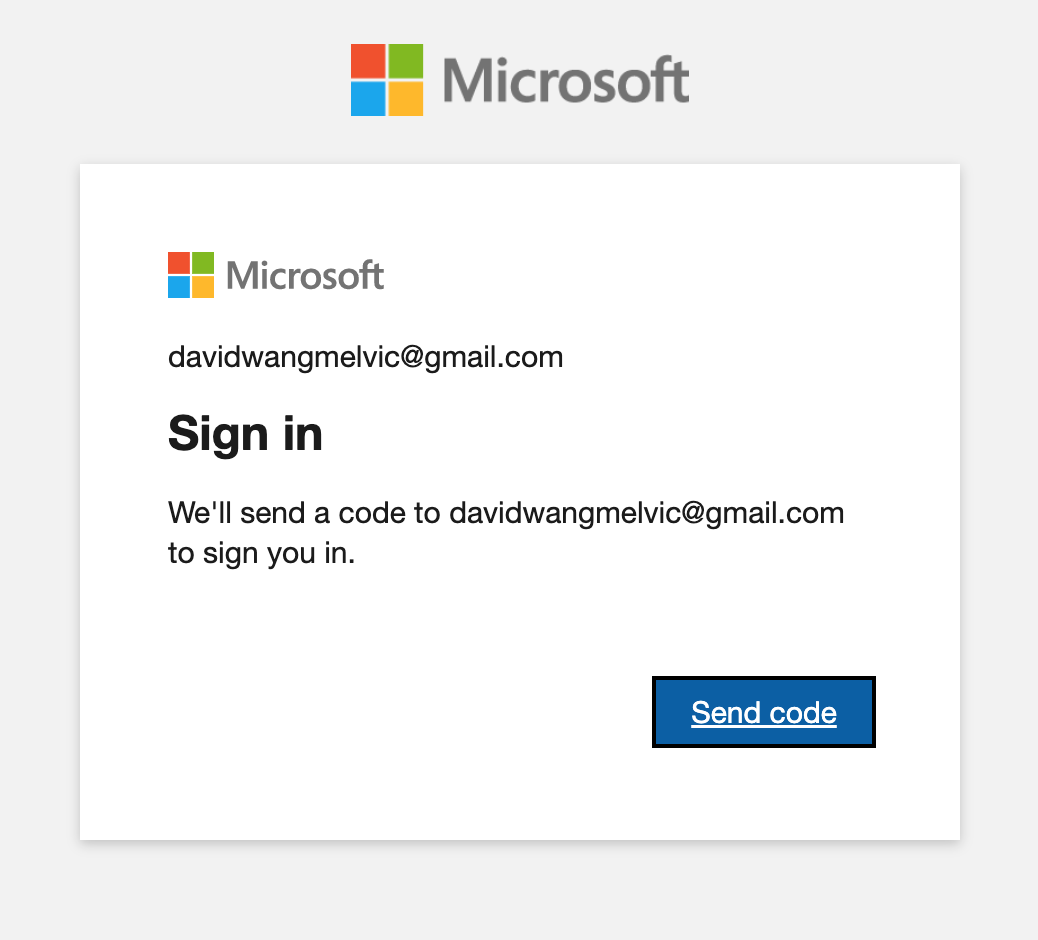 Microsoft
Microsoft
davidwangmelvic@gmail.com
Sign in
We'll send a code to davidwangmelvic@gmail.com
to sign you in.
Send code